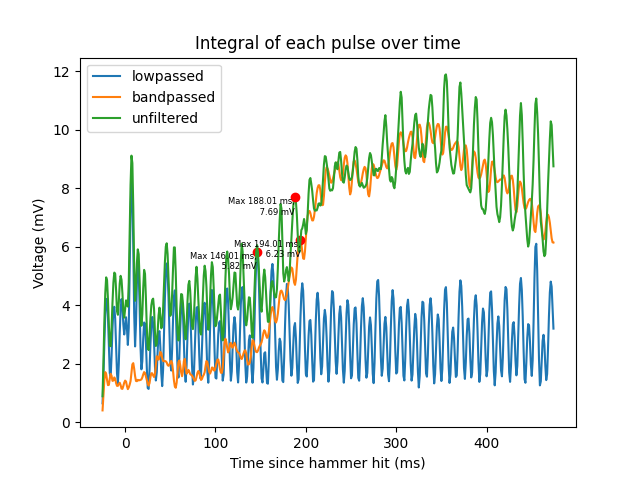 Integral of each pulse over time
lowpassed
bandpassed
unfiltered
Voltage (mV)
12
10
8
6
4
2
0
Max 188.01 ms,
7.69 mV
Max 194.01 ms,
6.23 mV
Max 146.01 ms,
5.82 mV
0
100
200
300
400
Time since hammer hit (ms)